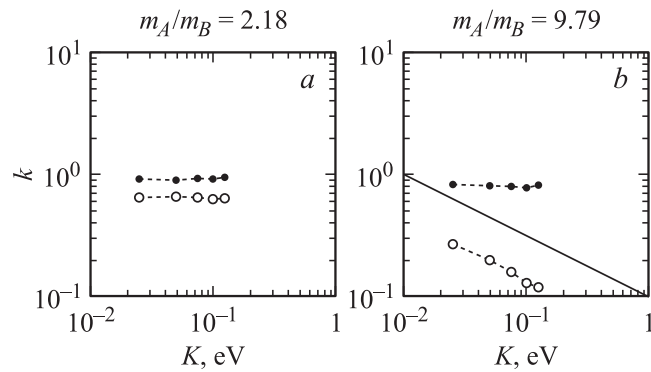 m_A/m_B = 2.18
m_A/m_B = 9.79
10^1
a
10^0
k
10^{-1}
10^{-2}
10^{-1}
1
K, eV
10^1
b
10^0
10^{-1}
10^{-2}
10^{-1}
1
K, eV